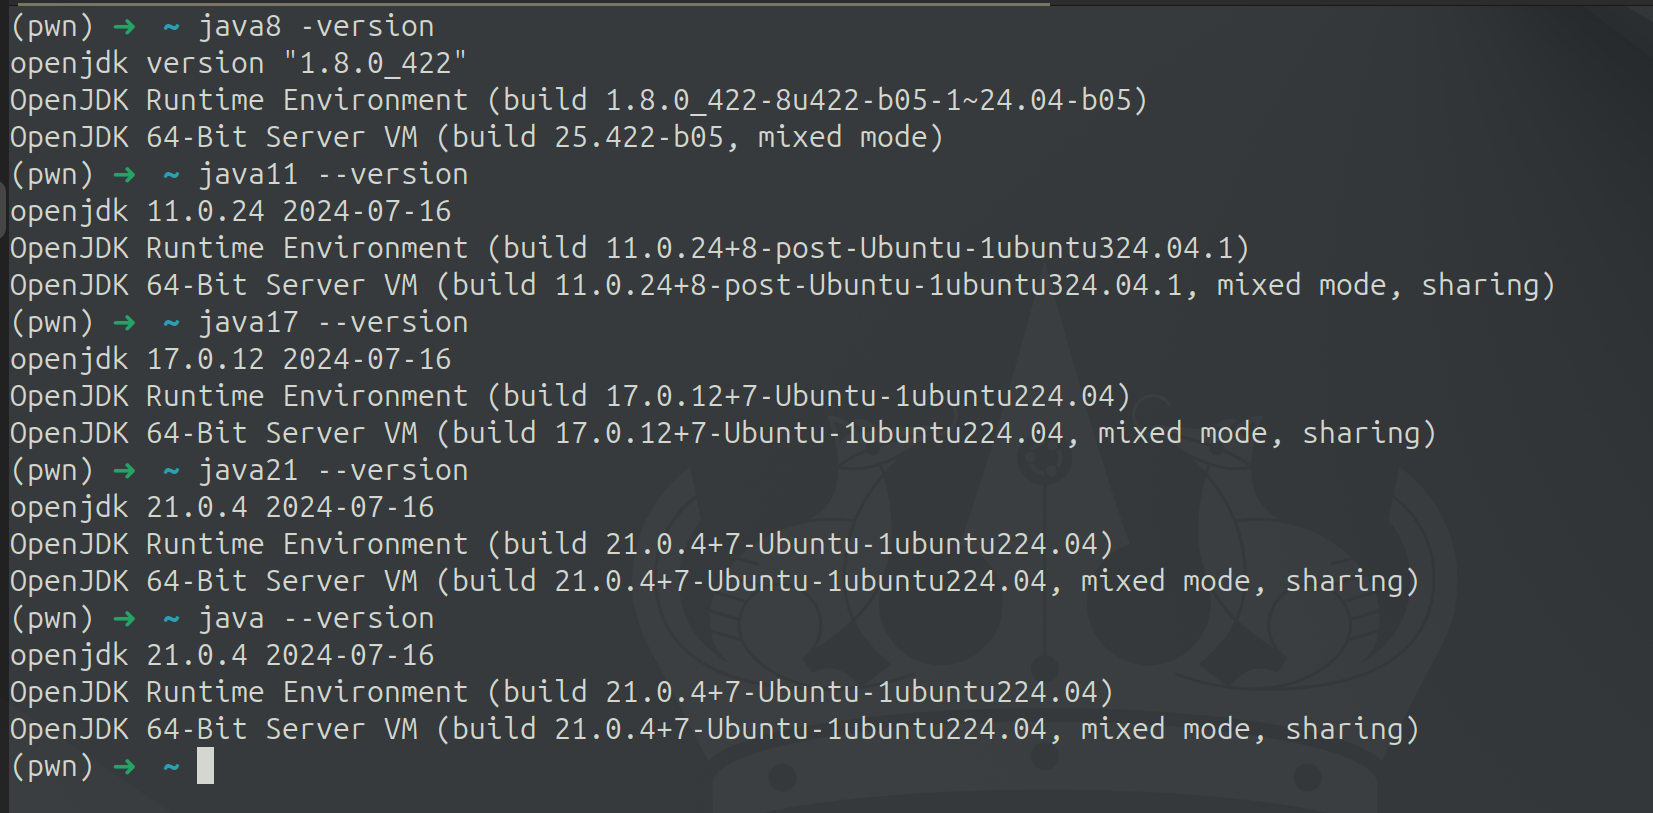 (pwn) ➜ ~ java8 -version
openjdk version "1.8.0_422"
OpenJDK Runtime Environment (build 1.8.0_422-8u422-b05-1~24.04-b05)
OpenJDK 64-Bit Server VM (build 25.422-b05, mixed mode)
(pwn) ➜ ~ java11 --version
openjdk 11.0.24 2024-07-16
OpenJDK Runtime Environment (build 11.0.24+8-post-Ubuntu-1ubuntu324.04.1)
OpenJDK 64-Bit Server VM (build 11.0.24+8-post-Ubuntu-1ubuntu324.04.1, mixed mode, sharing)
(pwn) ➜ ~ java17 --version
openjdk 17.0.12 2024-07-16
OpenJDK Runtime Environment (build 17.0.12+7-Ubuntu-1ubuntu224.04)
OpenJDK 64-Bit Server VM (build 17.0.12+7-Ubuntu-1ubuntu224.04, mixed mode, sharing)
(pwn) ➜ ~ java21 --version
openjdk 21.0.4 2024-07-16
OpenJDK Runtime Environment (build 21.0.4+7-Ubuntu-1ubuntu224.04)
OpenJDK 64-Bit Server VM (build 21.0.4+7-Ubuntu-1ubuntu224.04, mixed mode, sharing)
(pwn) ➜ ~ java --version
openjdk 21.0.4 2024-07-16
OpenJDK Runtime Environment (build 21.0.4+7-Ubuntu-1ubuntu224.04)
OpenJDK 64-Bit Server VM (build 21.0.4+7-Ubuntu-1ubuntu224.04, mixed mode, sharing)
(pwn) ➜ ~